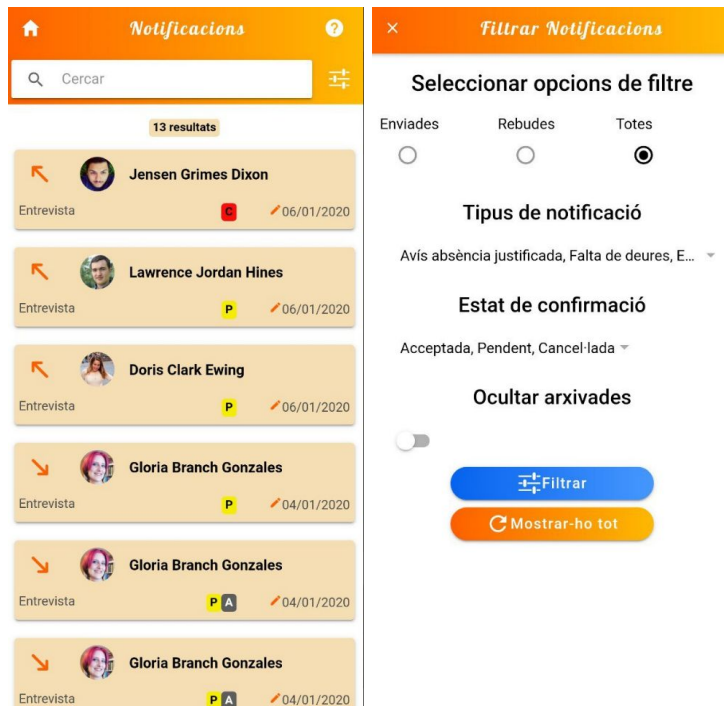 Notificacions
?
Cercar
13 resultats
Jensen Grimes Dixon
Entrevista
C
06/01/2020
Lawrence Jordan Hines
Entrevista
P
06/01/2020
Doris Clark Ewing
Entrevista
P
06/01/2020
Gloria Branch Gonzales
Entrevista
P
04/01/2020
Gloria Branch Gonzales
Entrevista
P A
04/01/2020
Gloria Branch Gonzales
Entrevista
P A
04/01/2020
Filtrar Notificacions
Seleccionar opcions de filtre
Enviades Rebudes Totes
Tipus de notificació
Avís absència justificada, Falta de deures, E...
Estat de confirmació
Acceptada, Pendent, Cancel·lada
Ocultar arxivades
Filtrar
Mostrar-ho tot